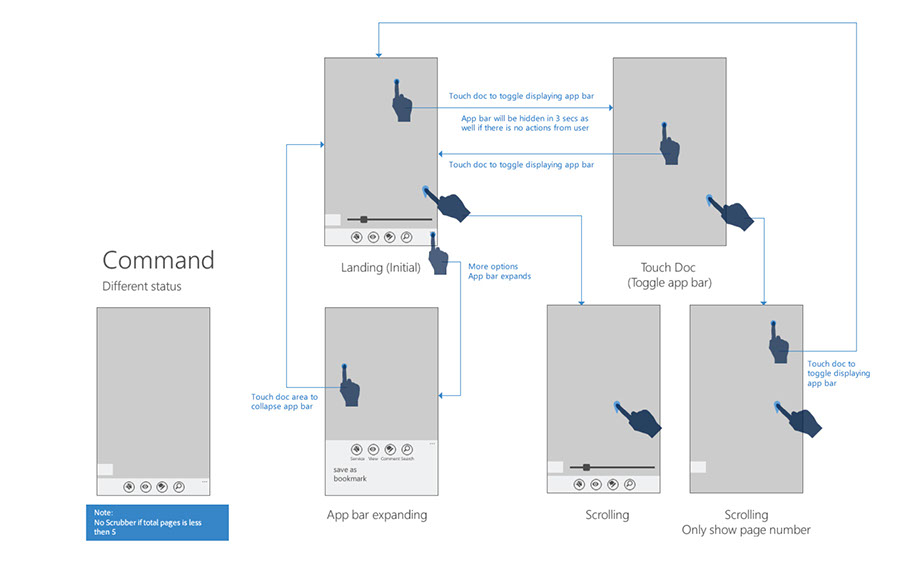 Touch doc to toggle displaying app bar
App bar will be hidden in 3 secs as
well if there is no actions from user
Touch doc to toggle displaying app bar
Landing (Initial)
More options
App bar expands
Touch Doc
(Toggle app bar)
Command
Different status
Touch doc area to
collapse app bar
Service View Comment Search
save as
bookmark
Touch doc to
toggle displaying
app bar
Note:
No Scrubber if total pages is less
then 5
App bar expanding
Scrolling
Scrolling
Only show page number